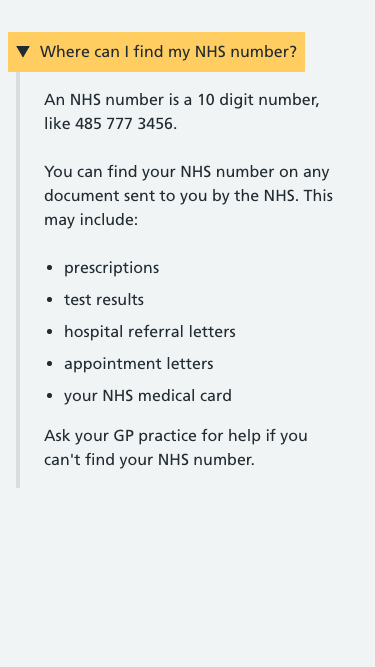 Where can I find my NHS number?
An NHS number is a 10 digit number,
like 485 777 3456.
You can find your NHS number on any
document sent to you by the NHS. This
may include:
• prescriptions
• test results
• hospital referral letters
• appointment letters
• your NHS medical card
Ask your GP practice for help if you
can't find your NHS number.